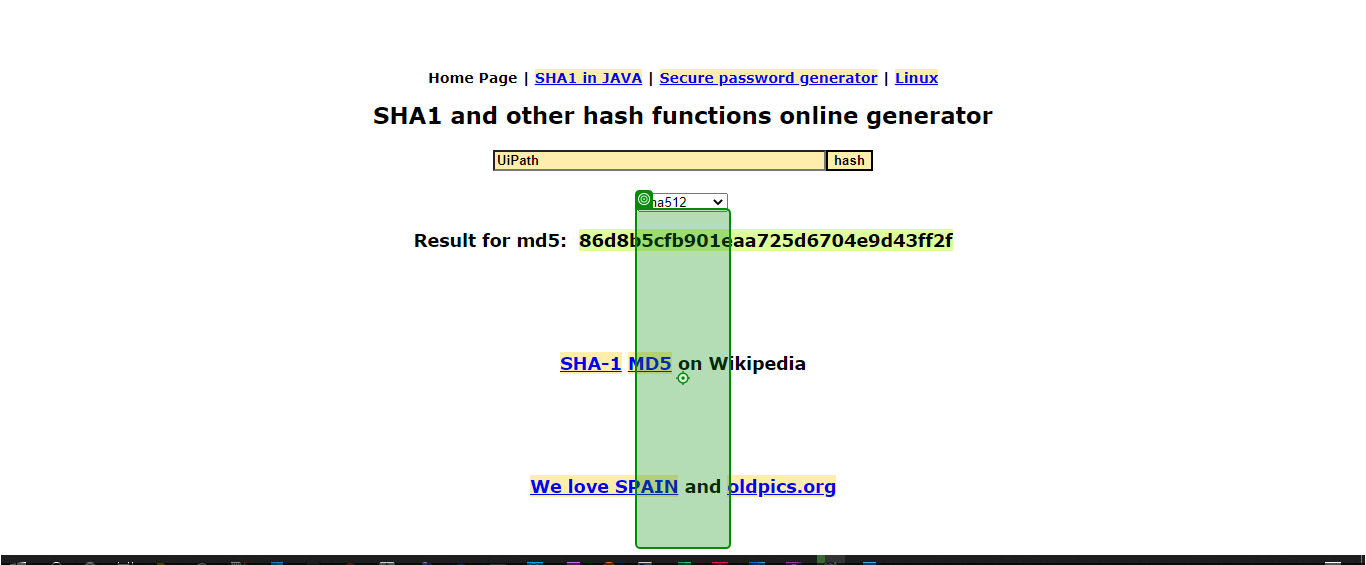 Home Page | SHA1 in JAVA | Secure password generator | Linux
SHA1 and other hash functions online generator
UiPath hash
ha512
Result for md5: 86d8b5cfb901eaa725d6704e9d43ff2f
SHA-1 MD5 on Wikipedia
We love SPAIN and oldpics.org